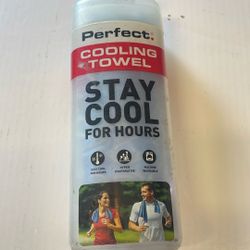 Perfect
COOLING
TOWEL
STAY
COOL
FOR HOURS